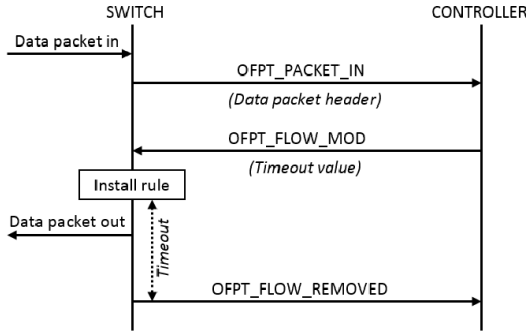 SWITCH
CONTROLLER
Data packet in
OFPT_PACKET_IN
(Data packet header)
OFPT_FLOW_MOD
(Timeout value)
Install rule
Data packet out
Timeout
OFPT_FLOW_REMOVED